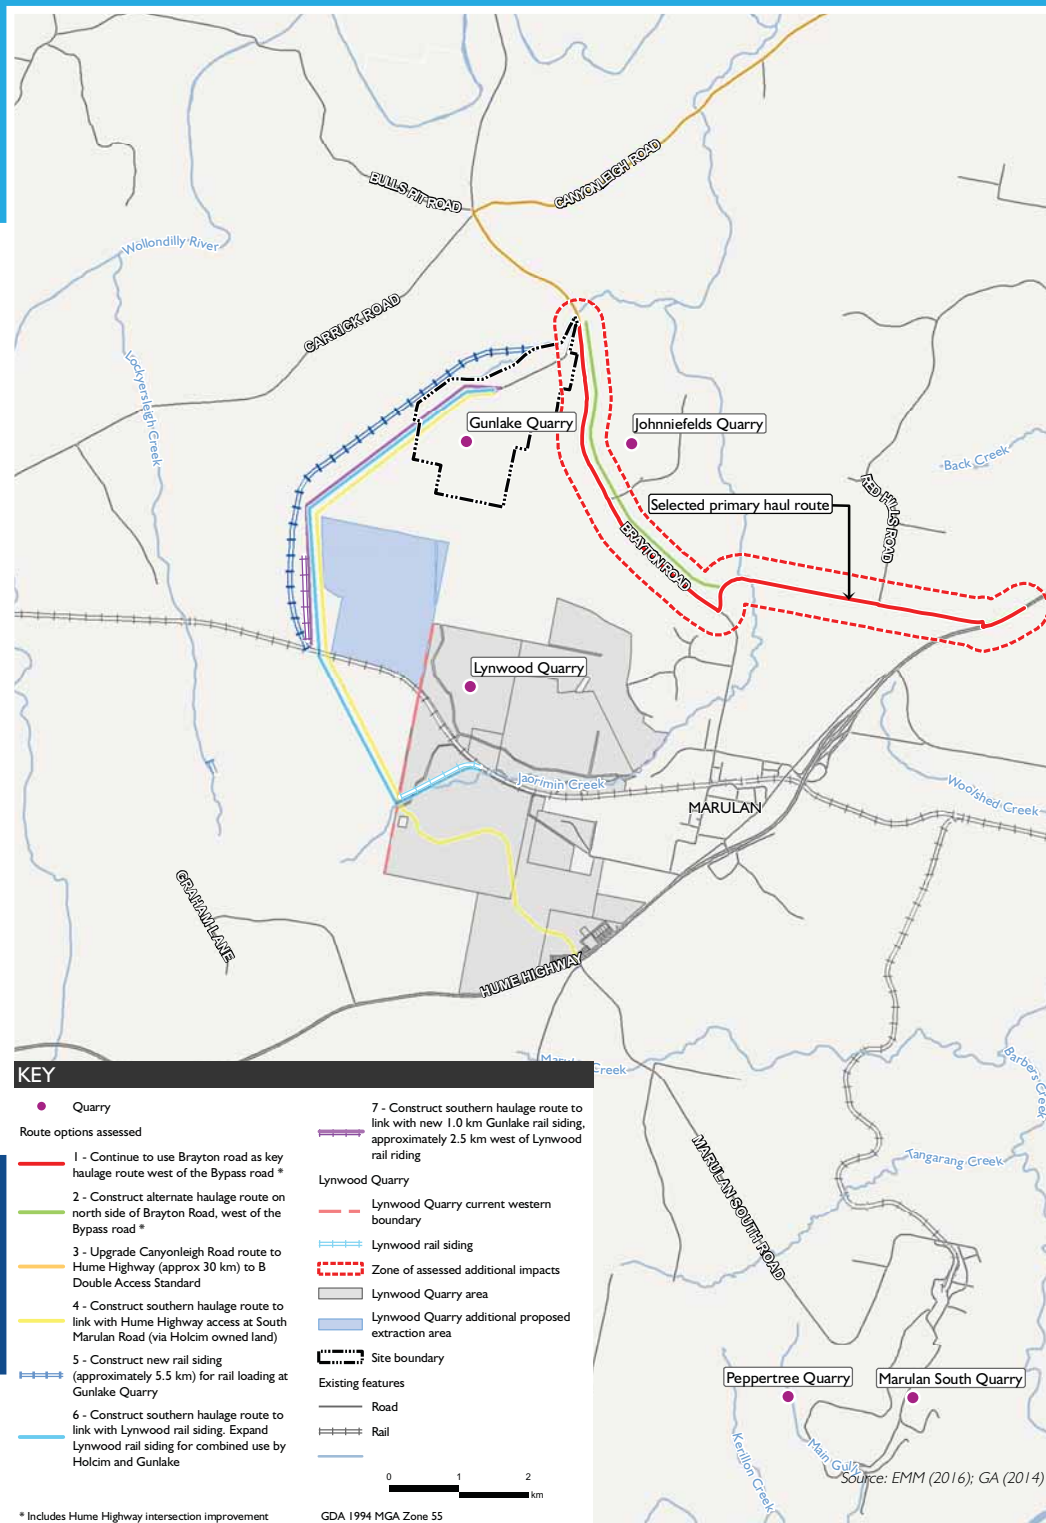 BULLS PIT ROAD
CANYONLEIGH ROAD
Wollondilly River
CARRICK ROAD
Lockyersleigh Creek
Gunlake Quarry
Johnniefelds Quarry
Back Creek
RED HILLS ROAD
Selected primary haul route
BRAYTON ROAD
Lynwood Quarry
Jaorimin Creek
MARULAN
Woolshed Creek
GRAHAM LANE
HUME HIGHWAY
Creek
Barbers Creek
Tangarang Creek
MARULAN SOUTH ROAD
Peppertree Quarry
Marulan South Quarry
Kerillon Creek
Main Gully
Source: EMM (2016); GA (2014)
KEY
Quarry
Route options assessed
1 - Continue to use Brayton road as key
haulage route west of the Bypass road *
2 - Construct alternate haulage route on
north side of Brayton Road, west of the
Bypass road *
3 - Upgrade Canyonleigh Road route to
Hume Highway (approx 30 km) to B
Double Access Standard
4 - Construct southern haulage route to
link with Hume Highway access at South
Marulan Road (via Holcim owned land)
5 - Construct new rail siding
(approximately 5.5 km) for rail loading at
Gunlake Quarry
6 - Construct southern haulage route to
link with Lynwood rail siding. Expand
Lynwood rail siding for combined use by
Holcim and Gunlake
7 - Construct southern haulage route to
link with new 1.0 km Gunlake rail siding,
approximately 2.5 km west of Lynwood
rail riding
Lynwood Quarry
Lynwood Quarry current western
boundary
Lynwood rail siding
Zone of assessed additional impacts
Lynwood Quarry area
Lynwood Quarry additional proposed
extraction area
Site boundary
Existing features
Road
Rail
0 1 2
km
* Includes Hume Highway intersection improvement
GDA 1994 MGA Zone 55